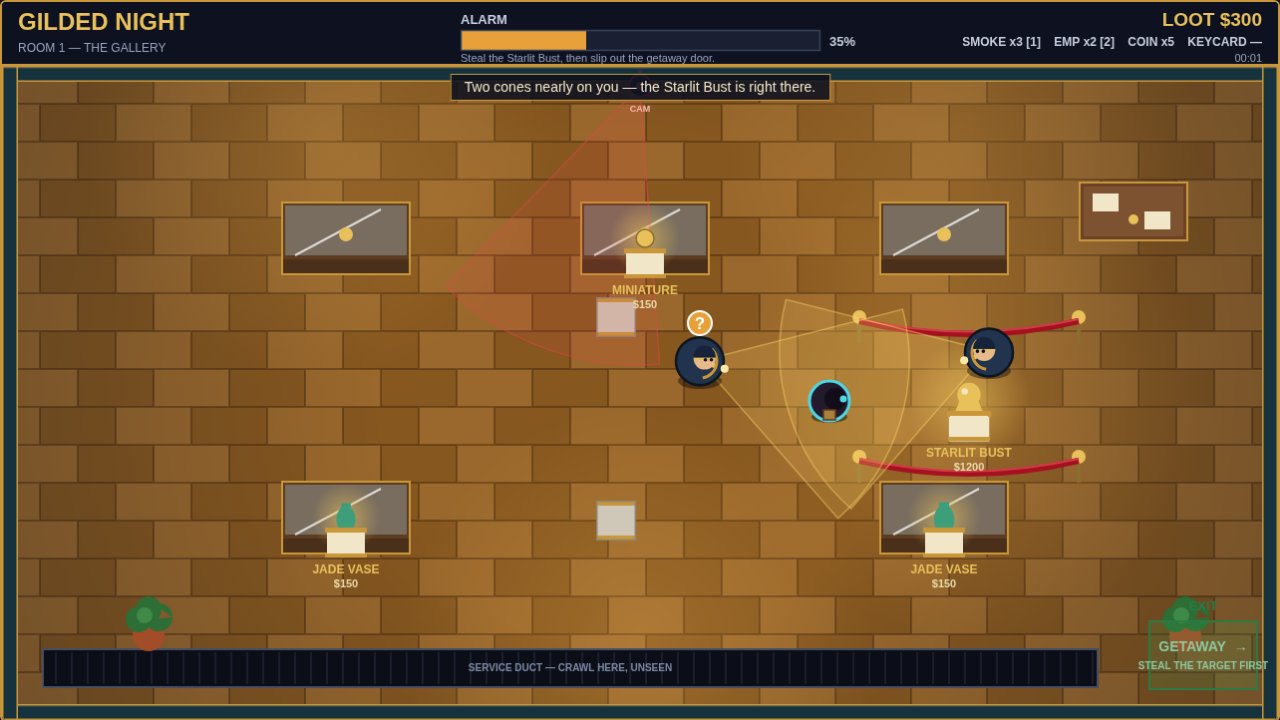 GILDED NIGHT
ROOM 1 — THE GALLERY
ALARM
35%
Steal the Starlit Bust, then slip out the getaway door.
LOOT $300
SMOKE x3 [1] EMP x2 [2] COIN x5 KEYCARD —
00:01
Two cones nearly on you — the Starlit Bust is right there.
CAM
MINIATURE
$150
?
STARLIT BUST
$1200
JADE VASE
$150
JADE VASE
$150
EXIT
GETAWAY →
STEAL THE TARGET FIRST
SERVICE DUCT — CRAWL HERE, UNSEEN